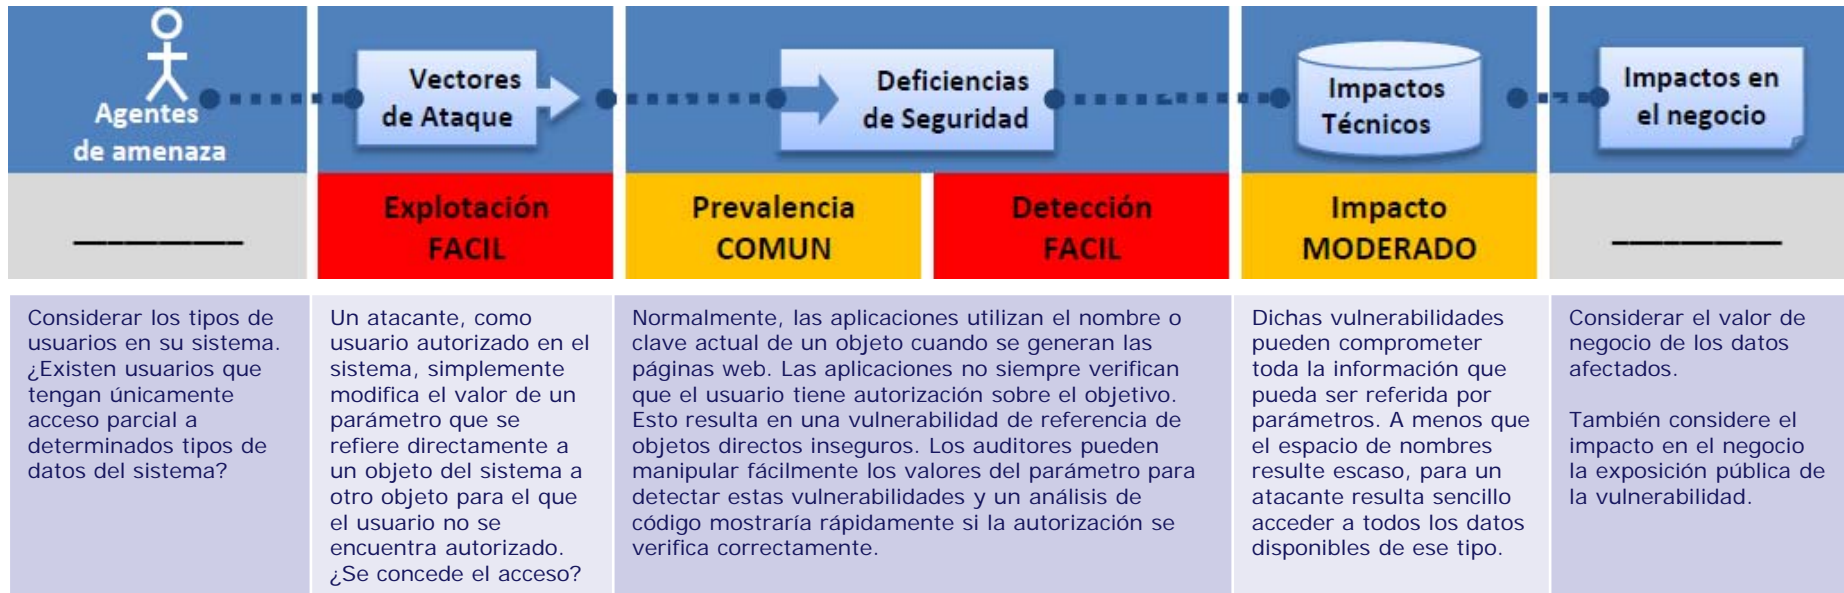 Agentes
de amenaza
Vectores
de Ataque
Deficiencias
de Seguridad
Impactos
Técnicos
Impactos en
el negocio
__________
Explotación
FACIL
Prevalencia
COMUN
Detección
FACIL
Impacto
MODERADO
__________
Considerar los tipos de
usuarios en su sistema.
¿Existen usuarios que
tengan únicamente
acceso parcial a
determinados tipos de
datos del sistema?
Un atacante, como
usuario autorizado en el
sistema, simplemente
modifica el valor de un
parámetro que se
refiere directamente a
un objeto del sistema a
otro objeto para el que
el usuario no se
encuentra autorizado.
¿Se concede el acceso?
Normalmente, las aplicaciones utilizan el nombre o
clave actual de un objeto cuando se generan las
páginas web. Las aplicaciones no siempre verifican
que el usuario tiene autorización sobre el objetivo.
Esto resulta en una vulnerabilidad de referencia de
objetos directos inseguros. Los auditores pueden
manipular fácilmente los valores del parámetro para
detectar estas vulnerabilidades y un análisis de
código mostraría rápidamente si la autorización se
verifica correctamente.
Dichas vulnerabilidades
pueden comprometer
toda la información que
pueda ser referida por
parámetros. A menos que
el espacio de nombres
resulte escaso, para un
atacante resulta sencillo
acceder a todos los datos
disponibles de ese tipo.
Considerar el valor de
negocio de los datos
afectados.
También considere el
impacto en el negocio
la exposición pública de
la vulnerabilidad.